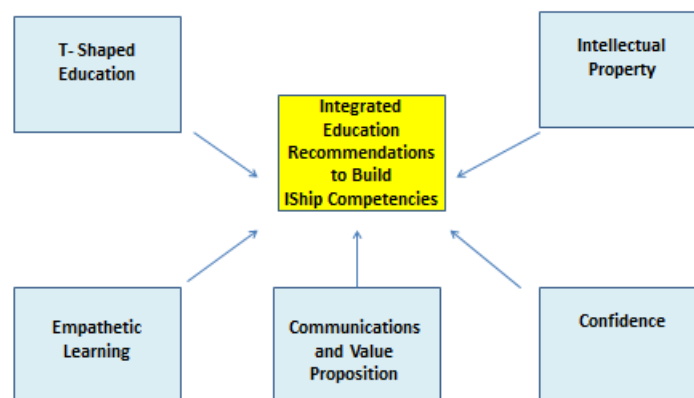 T- Shaped
Education
Intellectual
Property
Integrated
Education
Recommendations
to Build
IShip Competencies
Empathetic
Learning
Communications
and Value
Proposition
Confidence